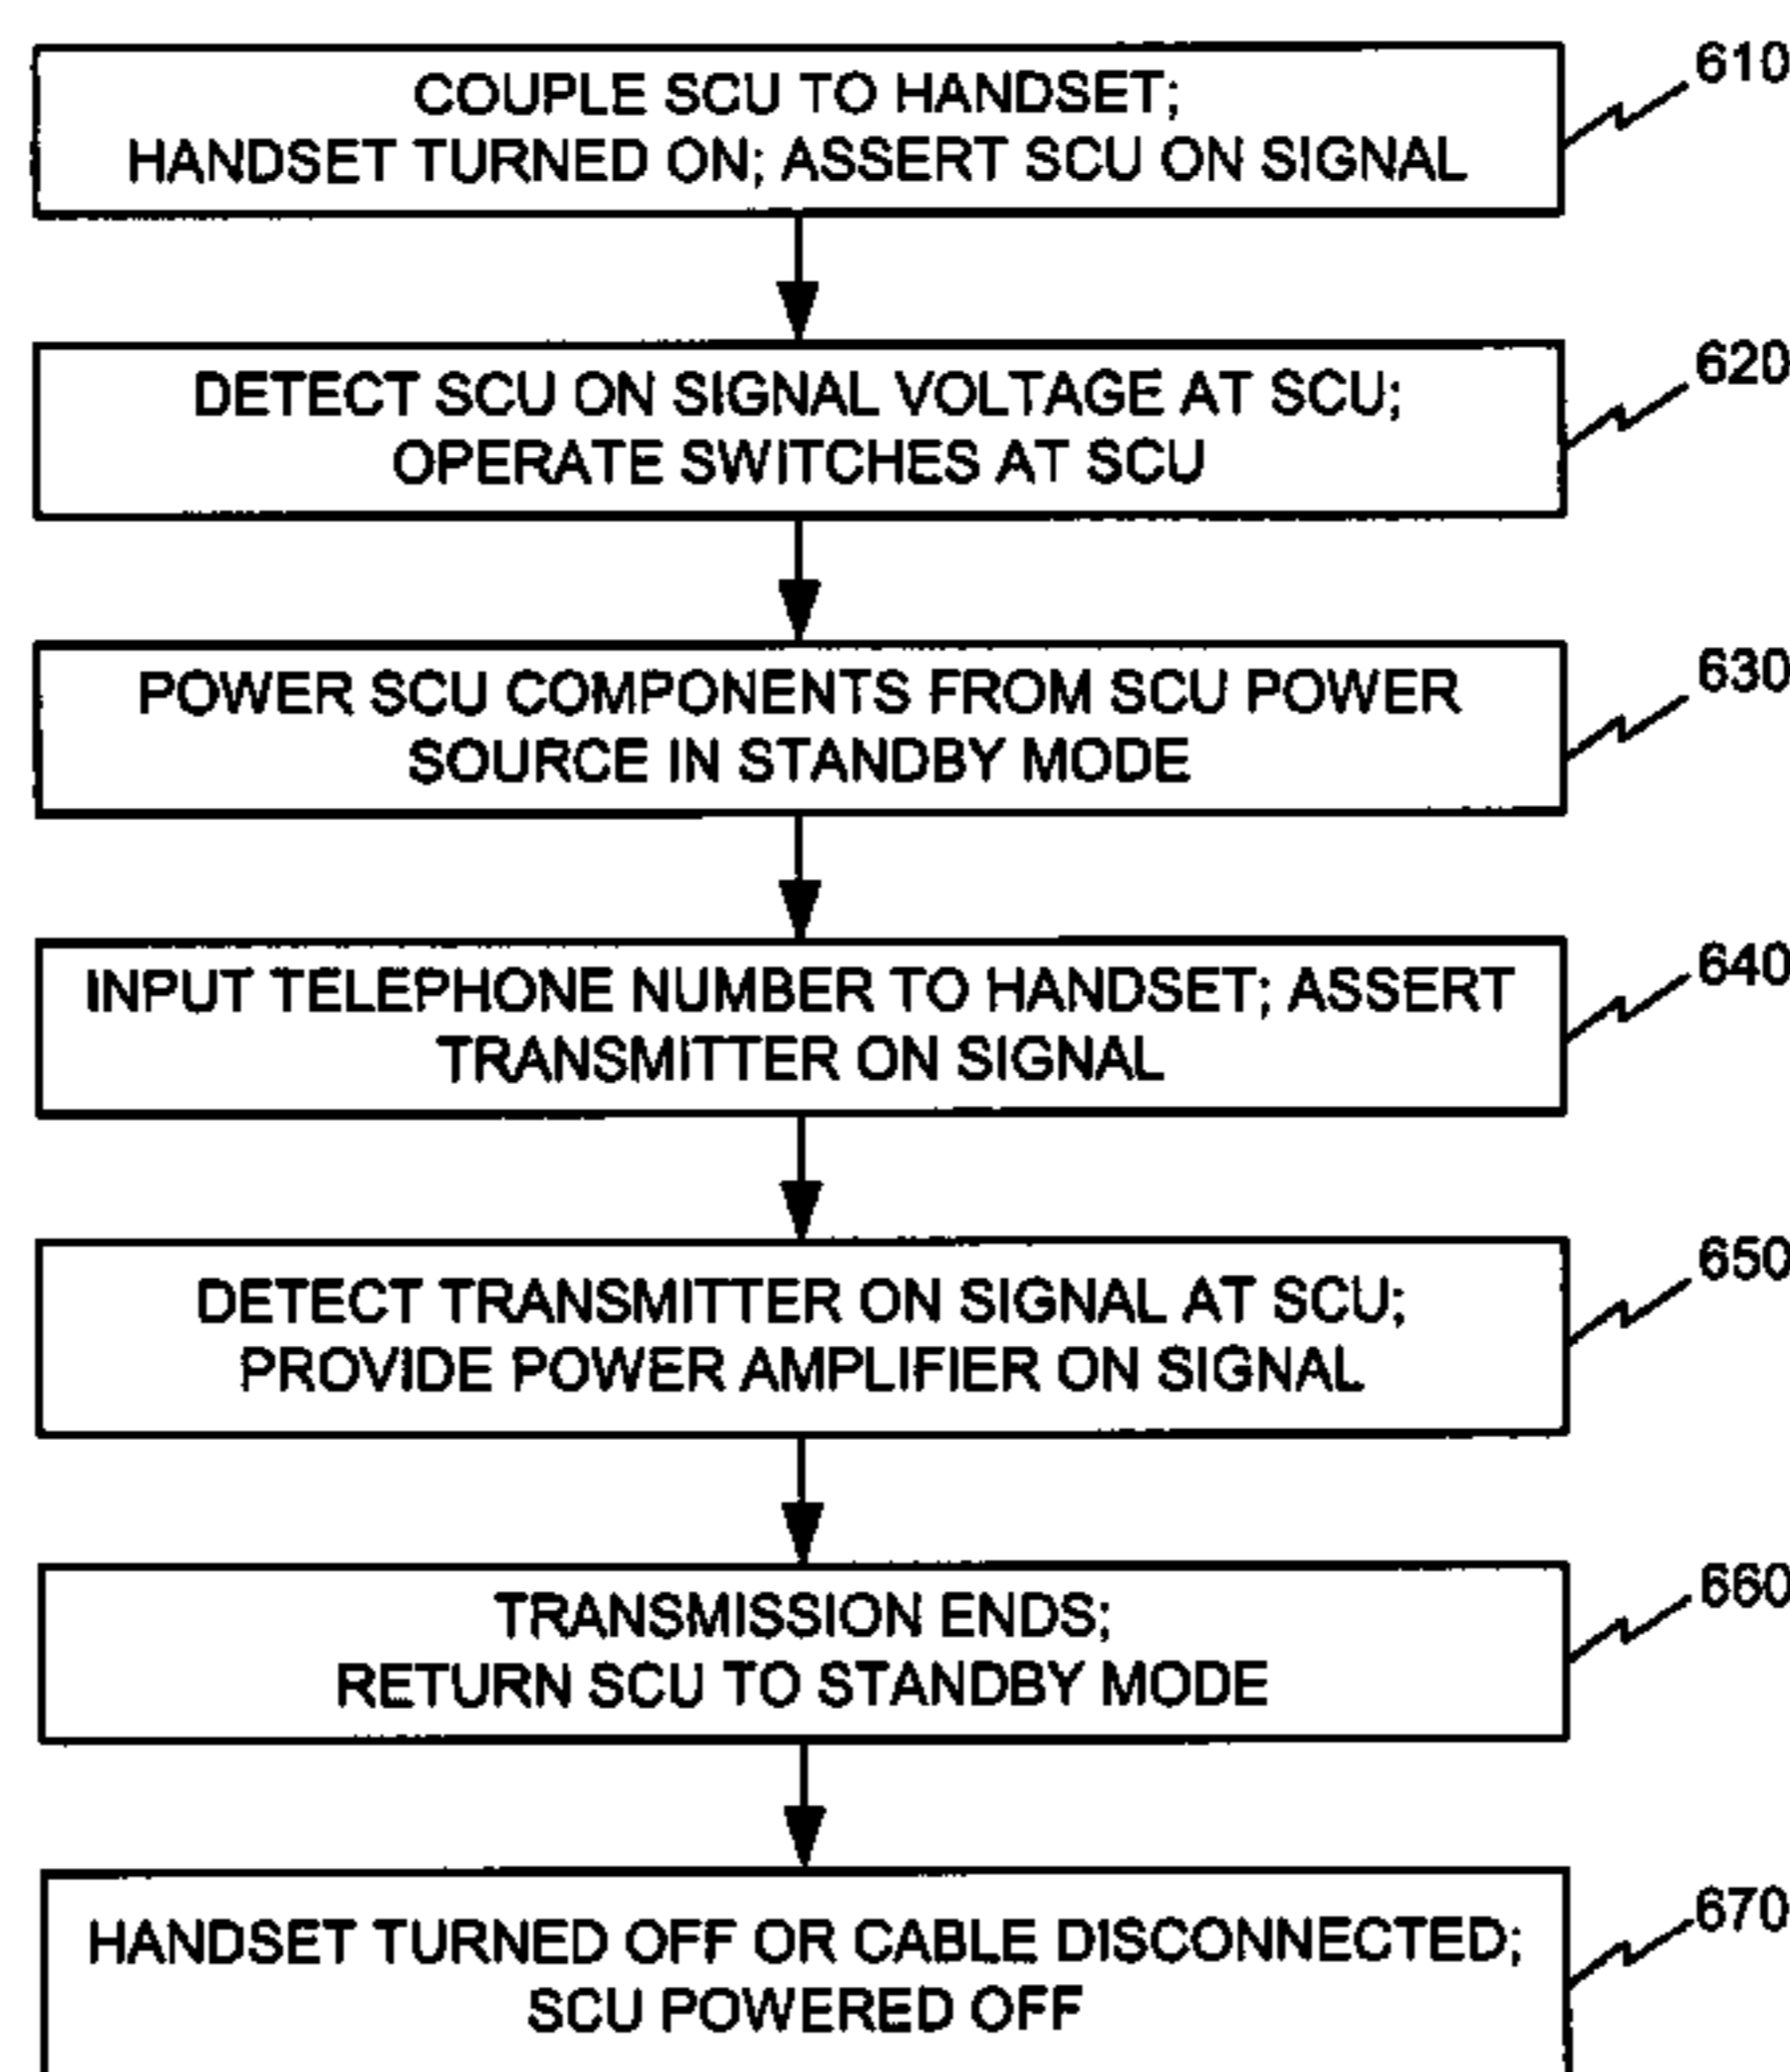 COUPLE SCU TO HANDSET;
HANDSET TURNED ON; ASSERT SCU ON SIGNAL
610
DETECT SCU ON SIGNAL VOLTAGE AT SCU;
OPERATE SWITCHES AT SCU
620
POWER SCU COMPONENTS FROM SCU POWER
SOURCE IN STANDBY MODE
630
INPUT TELEPHONE NUMBER TO HANDSET; ASSERT
TRANSMITTER ON SIGNAL
640
DETECT TRANSMITTER ON SIGNAL AT SCU;
PROVIDE POWER AMPLIFIER ON SIGNAL
650
TRANSMISSION ENDS;
RETURN SCU TO STANDBY MODE
660
HANDSET TURNED OFF OR CABLE DISCONNECTED;
SCU POWERED OFF
670